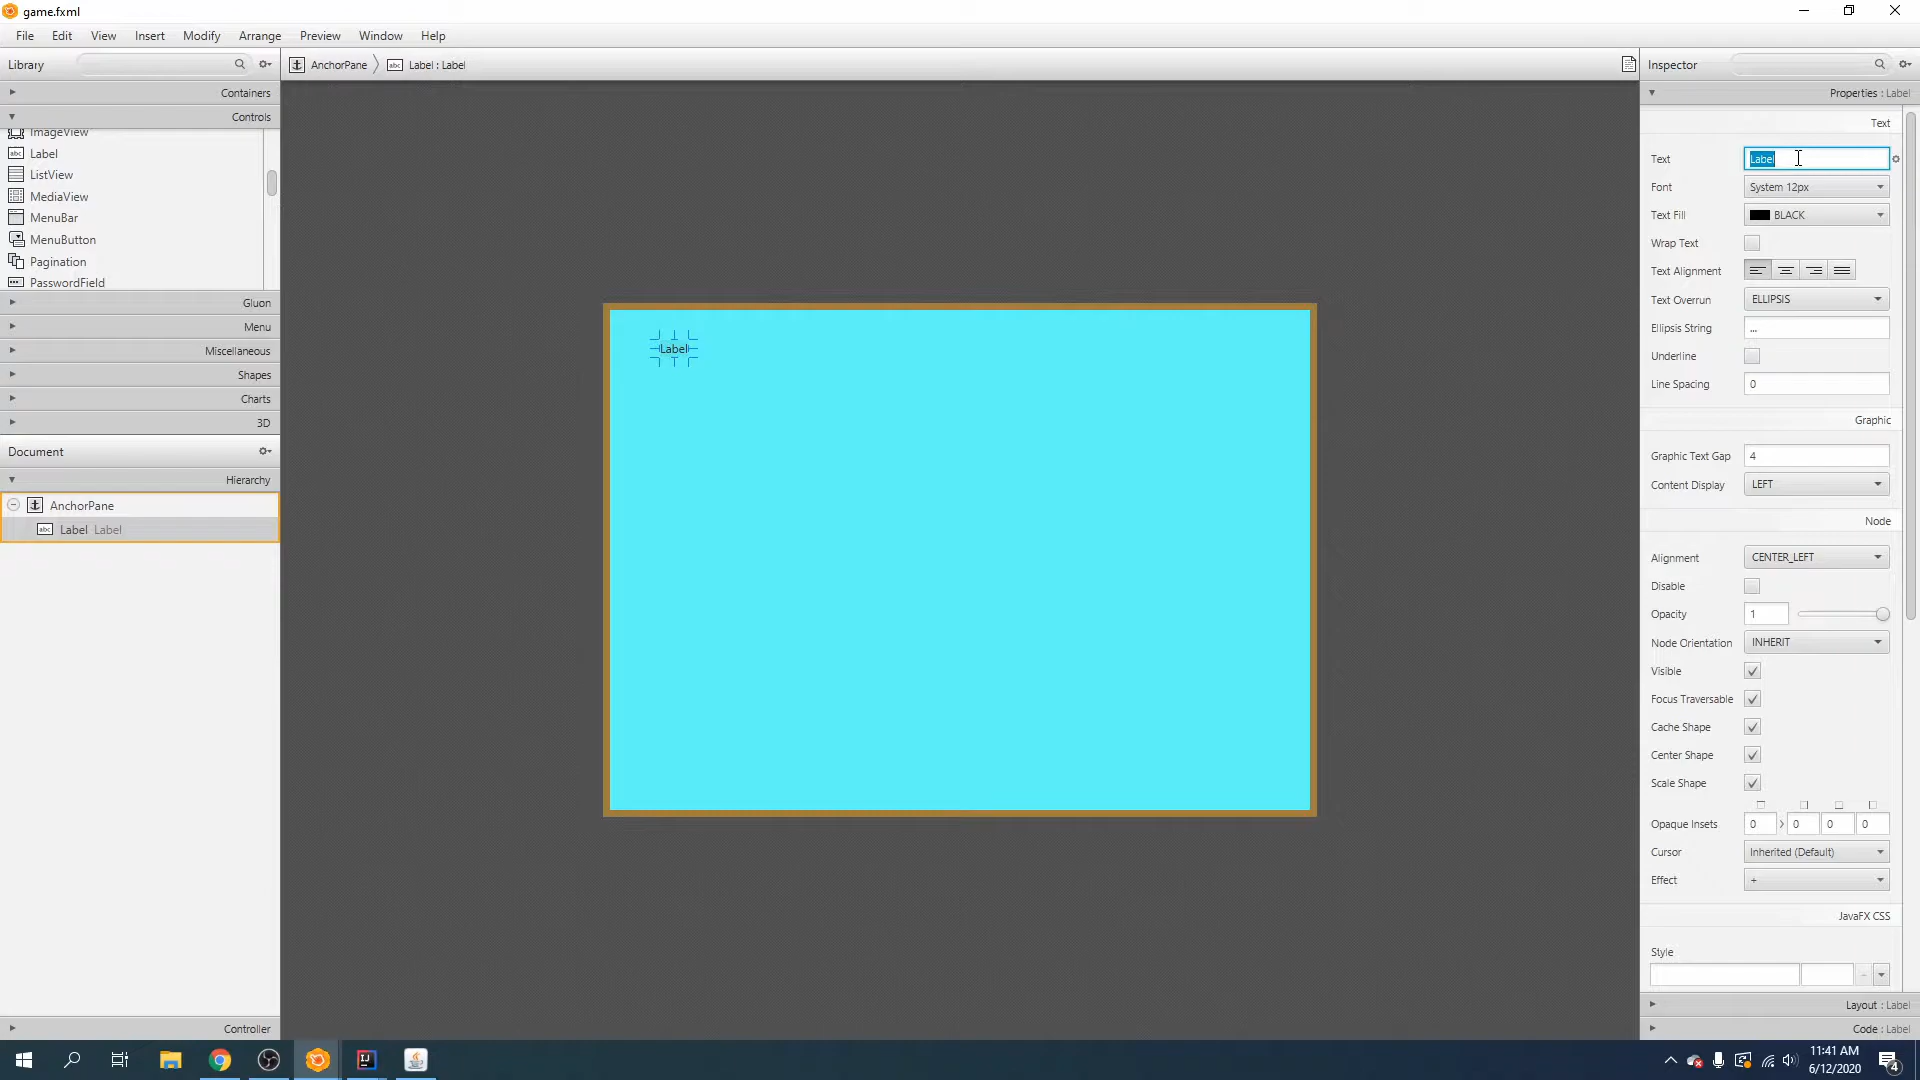 game.fxml
File Edit View Insert Modify Arrange Preview Window Help
Library
Containers
Controls
ImageView
Label
ListView
MediaView
MenuBar
MenuButton
Pagination
PasswordField
Gluon
Menu
Miscellaneous
Shapes
Charts
3D
Document
Hierarchy
AnchorPane
abc Label Label
Controller
AnchorPane abc Label : Label
Label
Inspector
Properties : Label
Text
Text Label
Font System 12px
Text Fill BLACK
Wrap Text
Text Alignment
Text Overrun ELLIPSIS
Ellipsis String ...
Underline
Line Spacing 0
Graphic
Graphic Text Gap 4
Content Display LEFT
Node
Alignment CENTER_LEFT
Disable
Opacity 1
Node Orientation INHERIT
Visible
Focus Traversable
Cache Shape
Center Shape
Scale Shape
Opaque Insets 0 0 0 0
Cursor Inherited (Default)
Effect +
JavaFX CSS
Style
Layout : Label
Code : Label
11:41 AM
6/12/2020
4